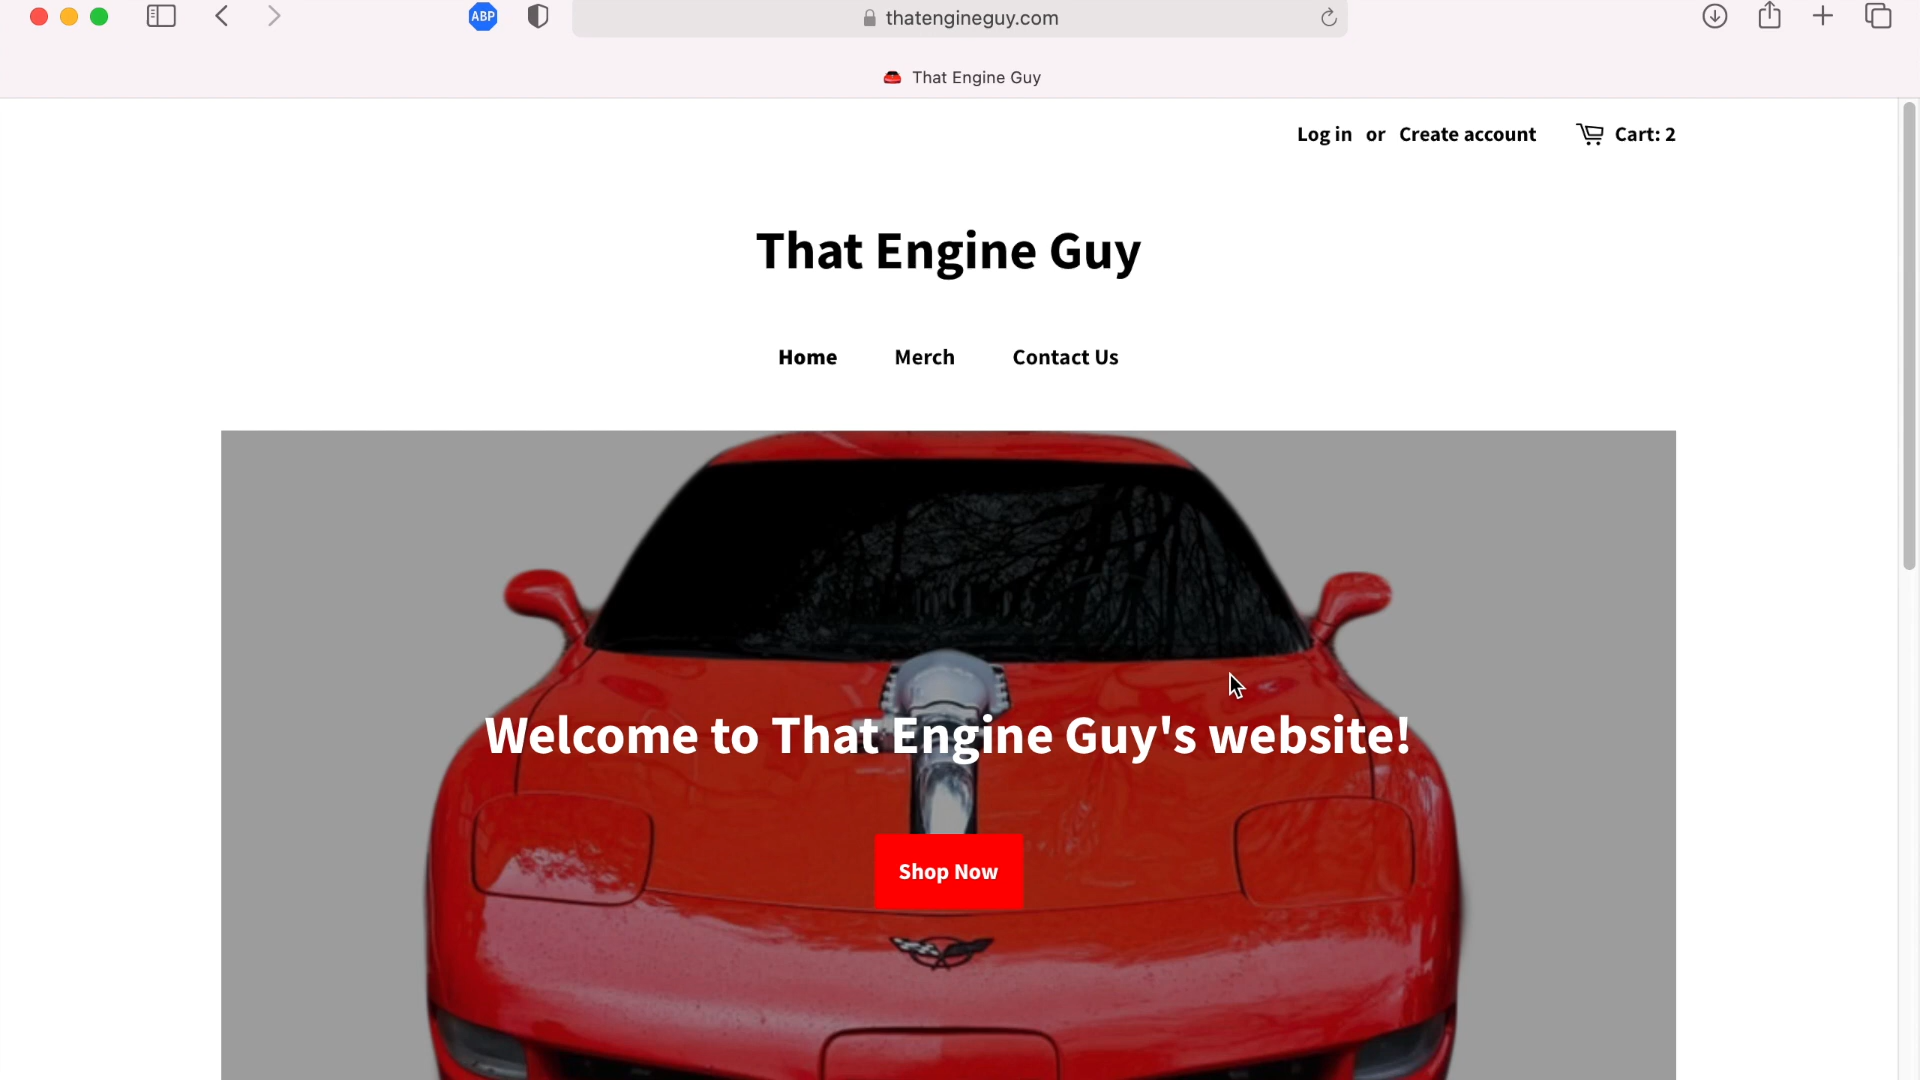 ABP
thatengineguy.com
That Engine Guy
Log in or Create account Cart: 2
That Engine Guy
Home Merch Contact Us
Welcome to That Engine Guy's website!
Shop Now